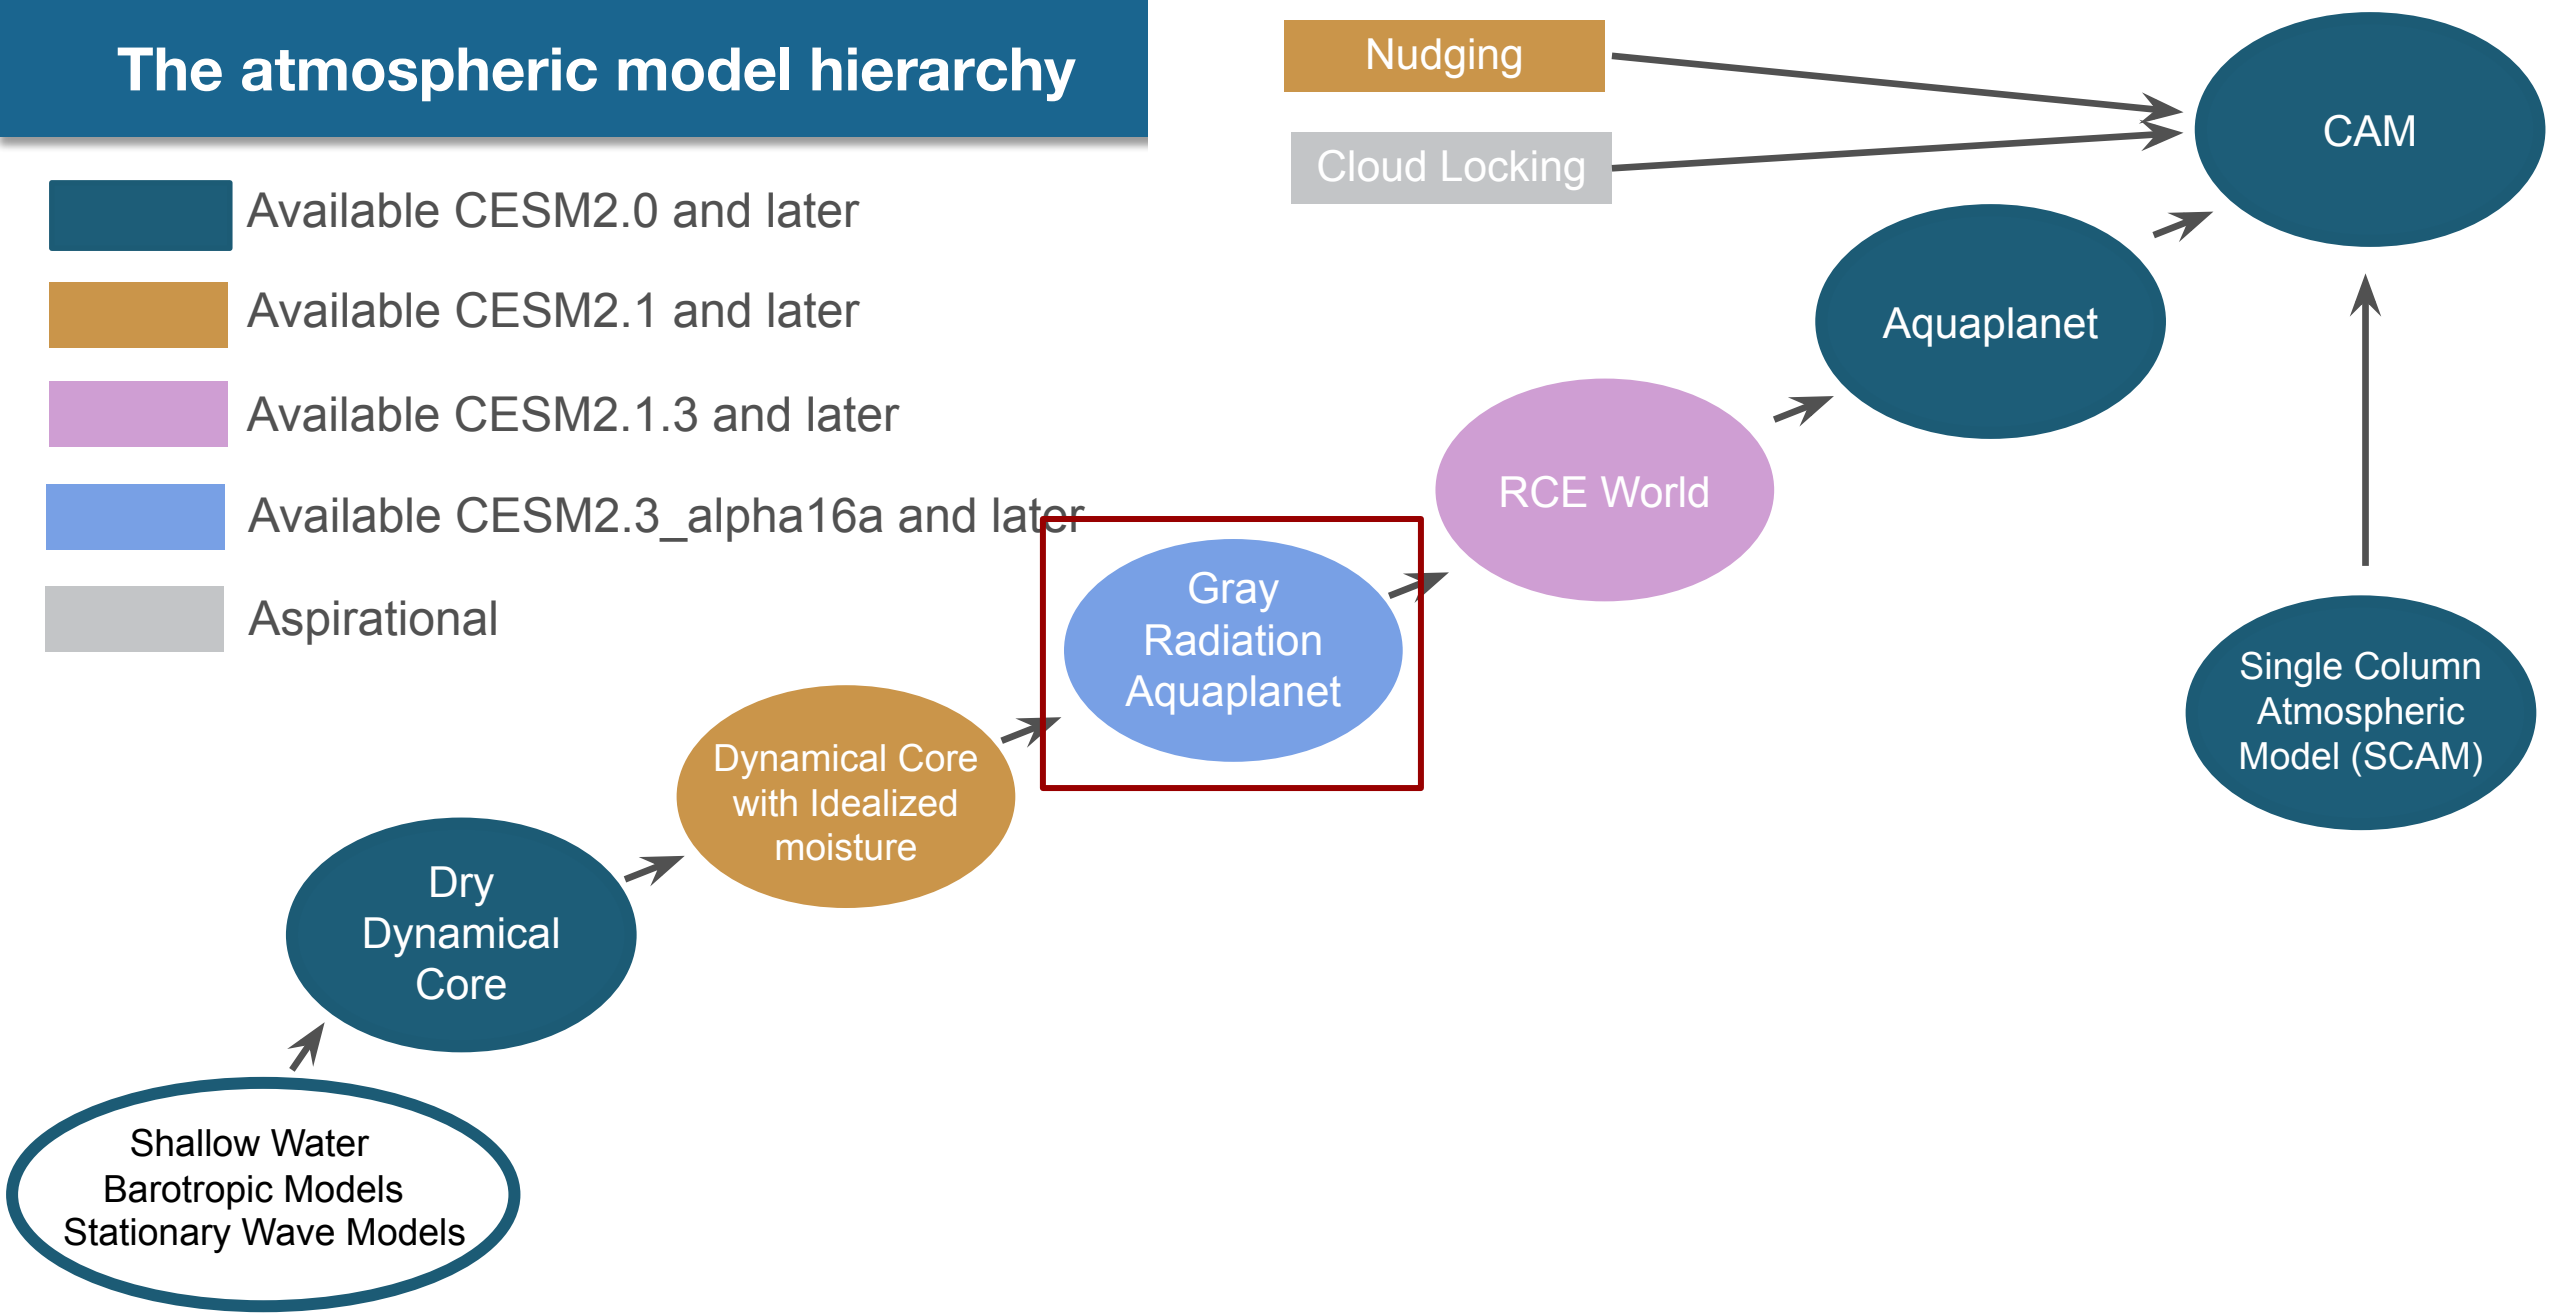 The atmospheric model hierarchy
Available CESM2.0 and later
Available CESM2.1 and later
Available CESM2.1.3 and later
Available CESM2.3_alpha16a and later
Aspirational
Nudging
Cloud Locking
CAM
Aquaplanet
RCE World
Gray
Radiation
Aquaplanet
Single Column
Atmospheric
Model (SCAM)
Dynamical Core
with Idealized
moisture
Dry
Dynamical
Core
Shallow Water
Barotropic Models
Stationary Wave Models